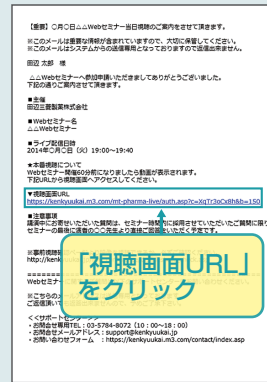 【重要】○月○日△△Webセミナー当日視聴のご案内をさせて頂きます。
※このメールは重要な情報が含まれていますので、大切に保管してください。
※このメールはシステムからの送信専用となっておりますので返信出来ません。
田辺 太郎 様
△△Webセミナーへ参加申請いただきましてありがとうございました。
下記の通りご案内させて頂きます。
■主催
田辺三菱製薬株式会社
■Webセミナー名
△△Webセミナー
■ライブ配信日時
2014年○月○日（火）19:00~19:40
★本番視聴について
Webセミナー開催60分前になりましたら動画が表示されます。
下記URLから視聴画面へアクセスしてください。
▼視聴画面URL
https://kenkyuukai.m3.com/mt-pharma-live/auth.asp?c=XqTr3oOx8h&b=150
■注意事項
講演中にお寄せいただいた質問は、セミナー時間内に採用させていただいたご質問に限り
セミナーの最後に演者の○○先生より直接ご回答をいただく予定です。
「視聴画面URL」
をクリック
※事前視聴
http://kenk
Webセミナー
※こちらの
ご返信頂いて
<<サポートセンター>>
・お問合せ専用TEL：03-5784-8072（10：00~18：00）
・お問合せメールアドレス：support@kenkyuukai.jp
・お問い合わせフォーム ：https://kenkyuukai.m3.com/contact/index.asp